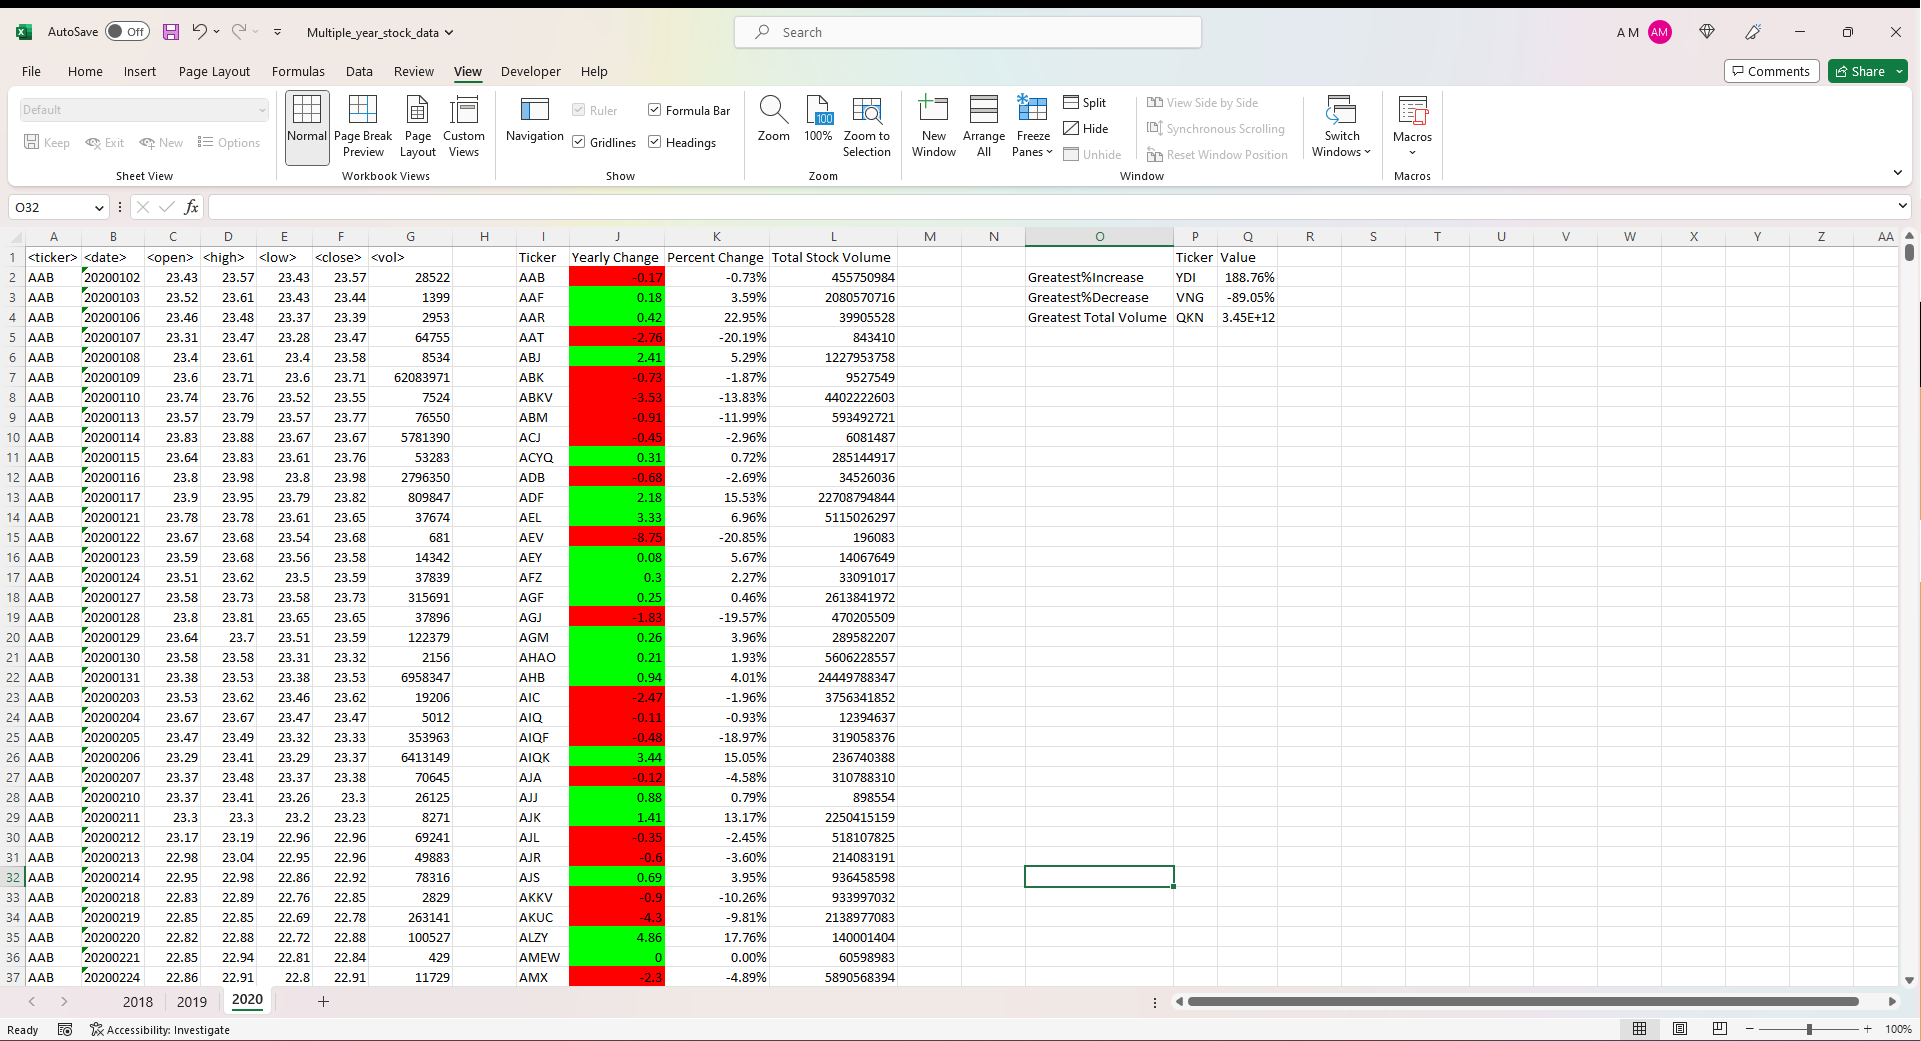 AutoSave Off Multiple_year_stock_data Search A M AM
File Home Insert Page Layout Formulas Data Review View Developer Help Comments Share
Default
Keep Exit New Options
Sheet View
Normal Page Break Preview Page Layout Custom Views
Workbook Views
Navigation Ruler Formula Bar
Gridlines Headings
Show
Zoom 100 100% Zoom to Selection
Zoom
New Window Arrange All Freeze Panes Split Hide Unhide
View Side by Side
Synchronous Scrolling
Reset Window Position
Switch Windows
Window
Macros
Macros
O32 fx
A B C D E F G H I J K L M N O P Q R S T U V W X Y Z AA
1 <ticker> <date> <open> <high> <low> <close> <vol> Ticker Yearly Change Percent Change Total Stock Volume Ticker Value
2 AAB 20200102 23.43 23.57 23.43 23.57 28522 AAB -0.17 -0.73% 455750984 Greatest%Increase YDI 188.76%
3 AAB 20200103 23.52 23.61 23.43 23.44 1399 AAF 0.18 3.59% 2080570716 Greatest%Decrease VNG -89.05%
4 AAB 20200106 23.46 23.48 23.37 23.39 2953 AAR 0.42 22.95% 39905528 Greatest Total Volume QKN 3.45E+12
5 AAB 20200107 23.31 23.47 23.28 23.47 64755 AAT -2.76 -20.19% 843410
6 AAB 20200108 23.4 23.61 23.4 23.58 8534 ABJ 2.41 5.29% 1227953758
7 AAB 20200109 23.6 23.71 23.6 23.71 62083971 ABK -0.73 -1.87% 9527549
8 AAB 20200110 23.74 23.76 23.52 23.55 7524 ABKV -3.53 -13.83% 4402222603
9 AAB 20200113 23.57 23.79 23.57 23.77 76550 ABM -0.91 -11.99% 593492721
10 AAB 20200114 23.83 23.88 23.67 23.67 5781390 ACJ -0.45 -2.96% 6081487
11 AAB 20200115 23.64 23.83 23.61 23.76 53283 ACYQ 0.31 0.72% 285144917
12 AAB 20200116 23.8 23.98 23.8 23.98 2796350 ADB -0.68 -2.69% 34526036
13 AAB 20200117 23.9 23.95 23.79 23.82 809847 ADF 2.18 15.53% 22708794844
14 AAB 20200121 23.78 23.78 23.61 23.65 37674 AEL 3.33 6.96% 5115026297
15 AAB 20200122 23.67 23.68 23.54 23.68 681 AEV -8.75 -20.85% 196083
16 AAB 20200123 23.59 23.68 23.56 23.58 14342 AEY 0.08 5.67% 14067649
17 AAB 20200124 23.51 23.62 23.5 23.59 37839 AFZ 0.3 2.27% 33091017
18 AAB 20200127 23.58 23.73 23.58 23.73 315691 AGF 0.25 0.46% 2613841972
19 AAB 20200128 23.8 23.81 23.65 23.65 37896 AGJ -1.83 -19.57% 470205509
20 AAB 20200129 23.64 23.7 23.51 23.59 122379 AGM 0.26 3.96% 289582207
21 AAB 20200130 23.58 23.58 23.31 23.32 2156 AHAO 0.21 1.93% 5606228557
22 AAB 20200131 23.38 23.53 23.38 23.53 6958347 AHB 0.94 4.01% 24449788347
23 AAB 20200203 23.53 23.62 23.46 23.62 19206 AIC -2.47 -1.96% 3756341852
24 AAB 20200204 23.67 23.67 23.47 23.47 5012 AIQ -0.11 -0.93% 12394637
25 AAB 20200205 23.47 23.49 23.32 23.33 353963 AIQF -0.48 -18.97% 319058376
26 AAB 20200206 23.29 23.41 23.29 23.37 6413149 AIQK 3.44 15.05% 236740388
27 AAB 20200207 23.37 23.48 23.37 23.38 70645 AJA -0.12 -4.58% 310788310
28 AAB 20200210 23.37 23.41 23.26 23.3 26125 AJJ 0.88 0.79% 898554
29 AAB 20200211 23.3 23.3 23.2 23.23 8271 AJK 1.41 13.17% 2250415159
30 AAB 20200212 23.17 23.19 22.96 22.96 69241 AJL -0.35 -2.45% 518107825
31 AAB 20200213 22.98 23.04 22.95 22.96 49883 AJR -0.6 -3.60% 214083191
32 AAB 20200214 22.95 22.98 22.86 22.92 78316 AJS 0.69 3.95% 936458598
33 AAB 20200218 22.83 22.89 22.76 22.85 2829 AKKV -0.9 -10.26% 933997032
34 AAB 20200219 22.85 22.85 22.69 22.78 263141 AKUC -4.3 -9.81% 2138977083
35 AAB 20200220 22.82 22.88 22.72 22.88 100527 ALZY 4.86 17.76% 140001404
36 AAB 20200221 22.85 22.94 22.81 22.84 429 AMEW 0 0.00% 60598983
37 AAB 20200224 22.86 22.91 22.8 22.91 11729 AMX -2.3 -4.89% 5890568394
2018 2019 2020
Ready Accessibility: Investigate 100%